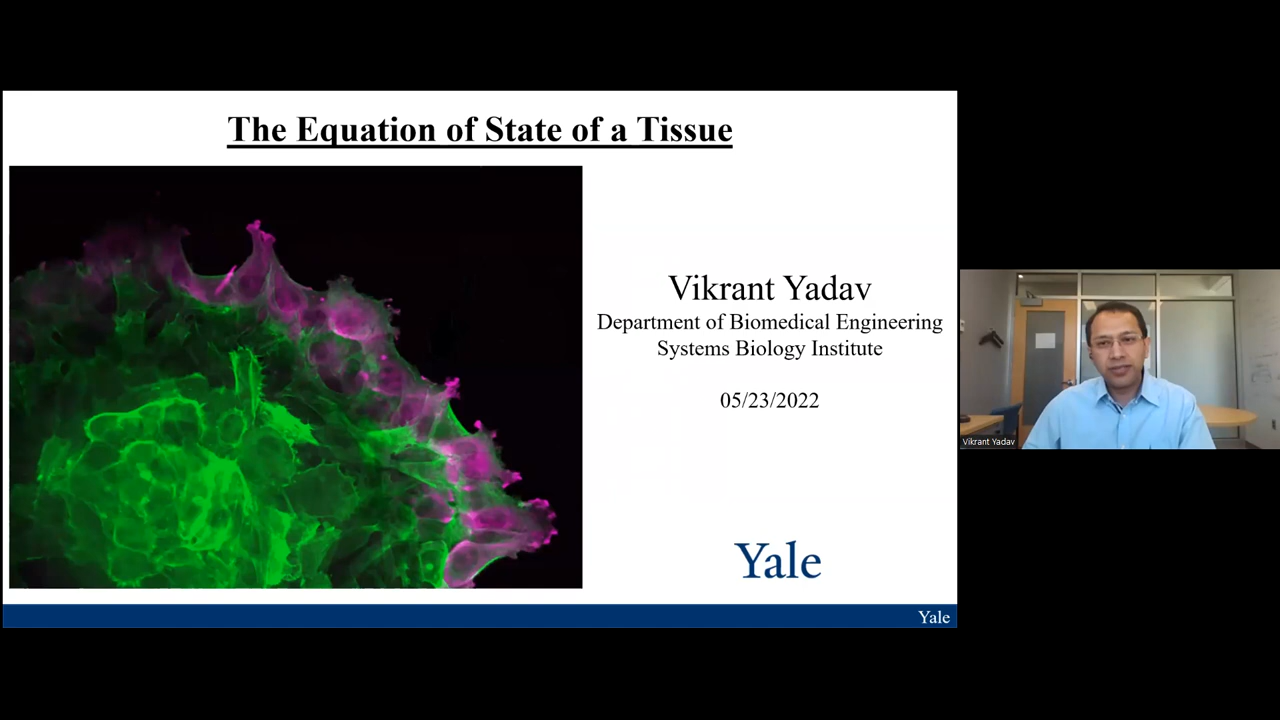 The Equation of State of a Tissue
Vikrant Yadav
Department of Biomedical Engineering
Systems Biology Institute
05/23/2022
Yale
Yale
Vikrant Yadav